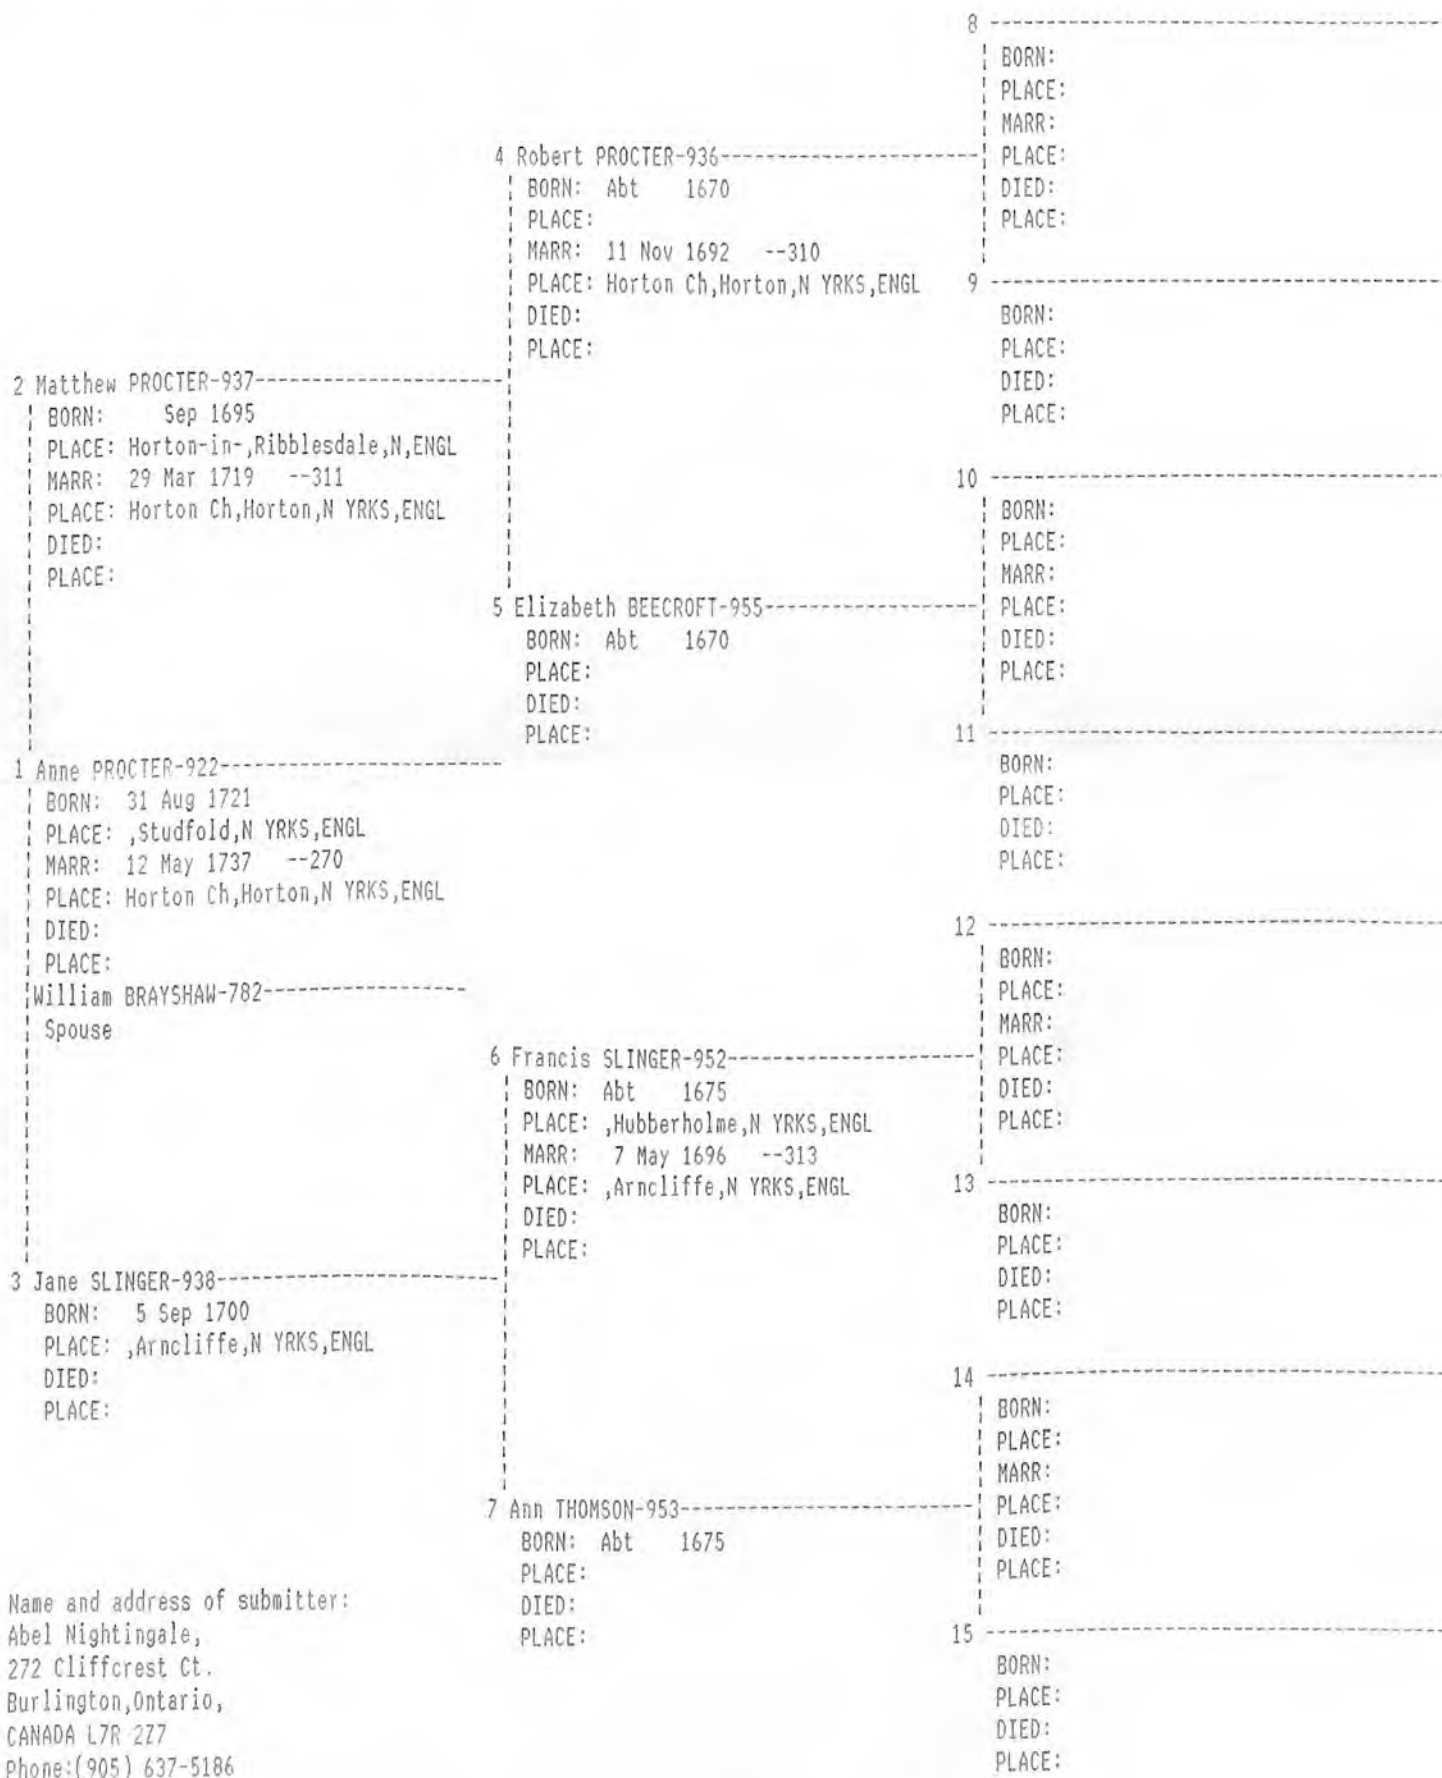 2 Matthew PROCTER-937
BORN: Sep 1695
PLACE: Horton-in-,Ribblesdale,N,ENGL
MARR: 29 Mar 1719 --311
PLACE: Horton Ch,Horton,N YRKS,ENGL
DIED:
PLACE:
1 Anne PROCTER-922
BORN: 31 Aug 1721
PLACE: ,Studfold,N YRKS,ENGL
MARR: 12 May 1737 --270
PLACE: Horton Ch,Horton,N YRKS,ENGL
DIED:
PLACE:
William BRAYSHAW-782
Spouse
3 Jane SLINGER-938
BORN: 5 Sep 1700
PLACE: ,Arncliffe,N YRKS,ENGL
DIED:
PLACE:
Name and address of submitter:
Abel Nightingale,
272 Cliffcrest Ct.
Burlington,Ontario,
CANADA L7R 2Z7
Phone:(905) 637-5186
4 Robert PROCTER-936
BORN: Abt 1670
PLACE:
MARR: 11 Nov 1692 --310
PLACE: Horton Ch,Horton,N YRKS,ENGL
DIED:
PLACE:
5 Elizabeth BEECROFT-955
BORN: Abt 1670
PLACE:
DIED:
PLACE:
6 Francis SLINGER-952
BORN: Abt 1675
PLACE: ,Hubberholme,N YRKS,ENGL
MARR: 7 May 1696 --313
PLACE: ,Arncliffe,N YRKS,ENGL
DIED:
PLACE:
7 Ann THOMSON-953
BORN: Abt 1675
PLACE:
DIED:
PLACE:
8
BORN:
PLACE:
MARR:
PLACE:
DIED:
PLACE:
9
BORN:
PLACE:
DIED:
PLACE:
10
BORN:
PLACE:
MARR:
PLACE:
DIED:
PLACE:
11
BORN:
PLACE:
DIED:
PLACE:
12
BORN:
PLACE:
MARR:
PLACE:
DIED:
PLACE:
13
BORN:
PLACE:
DIED:
PLACE:
14
BORN:
PLACE:
MARR:
PLACE:
DIED:
PLACE:
15
BORN:
PLACE:
DIED:
PLACE: